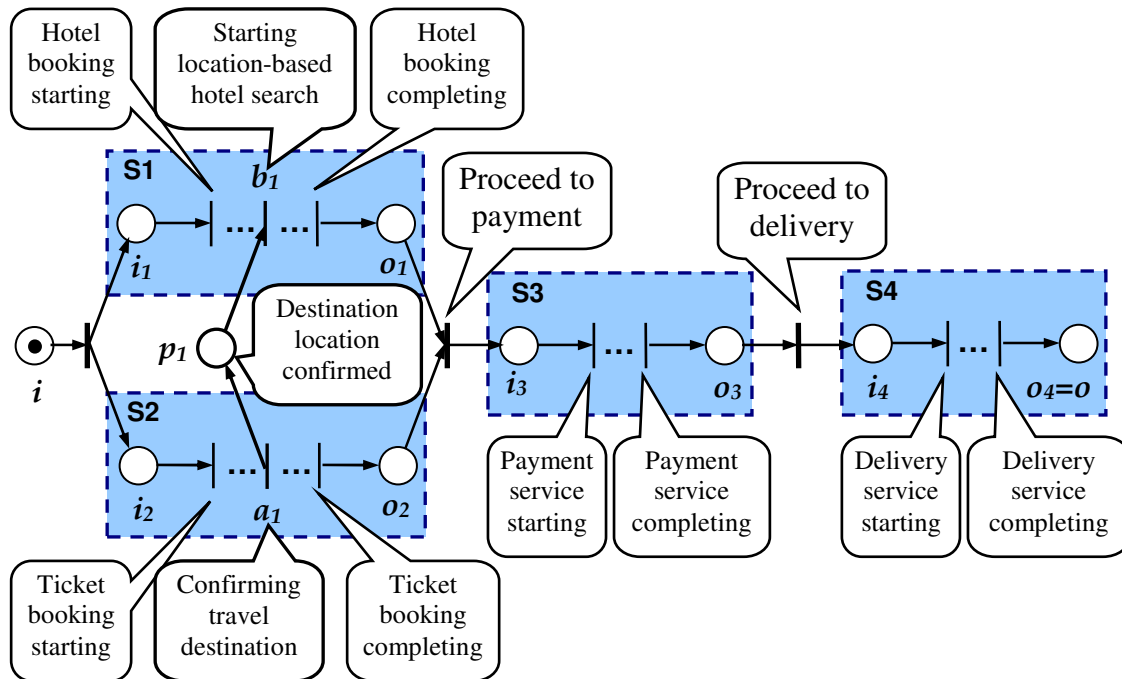 Hotel
booking
starting
Starting
location-based
hotel search
Hotel
booking
completing
S1
b1
... ...
i1
o1
Proceed to
payment
Proceed to
delivery
i
p1
Destination
location
confirmed
S3
...
i3
o3
S4
...
i4
o4=o
S2
.... ...
i2
a1
o2
Ticket
booking
starting
Confirming
travel
destination
Ticket
booking
completing
Payment
service
starting
Payment
service
completing
Delivery
service
starting
Delivery
service
completing